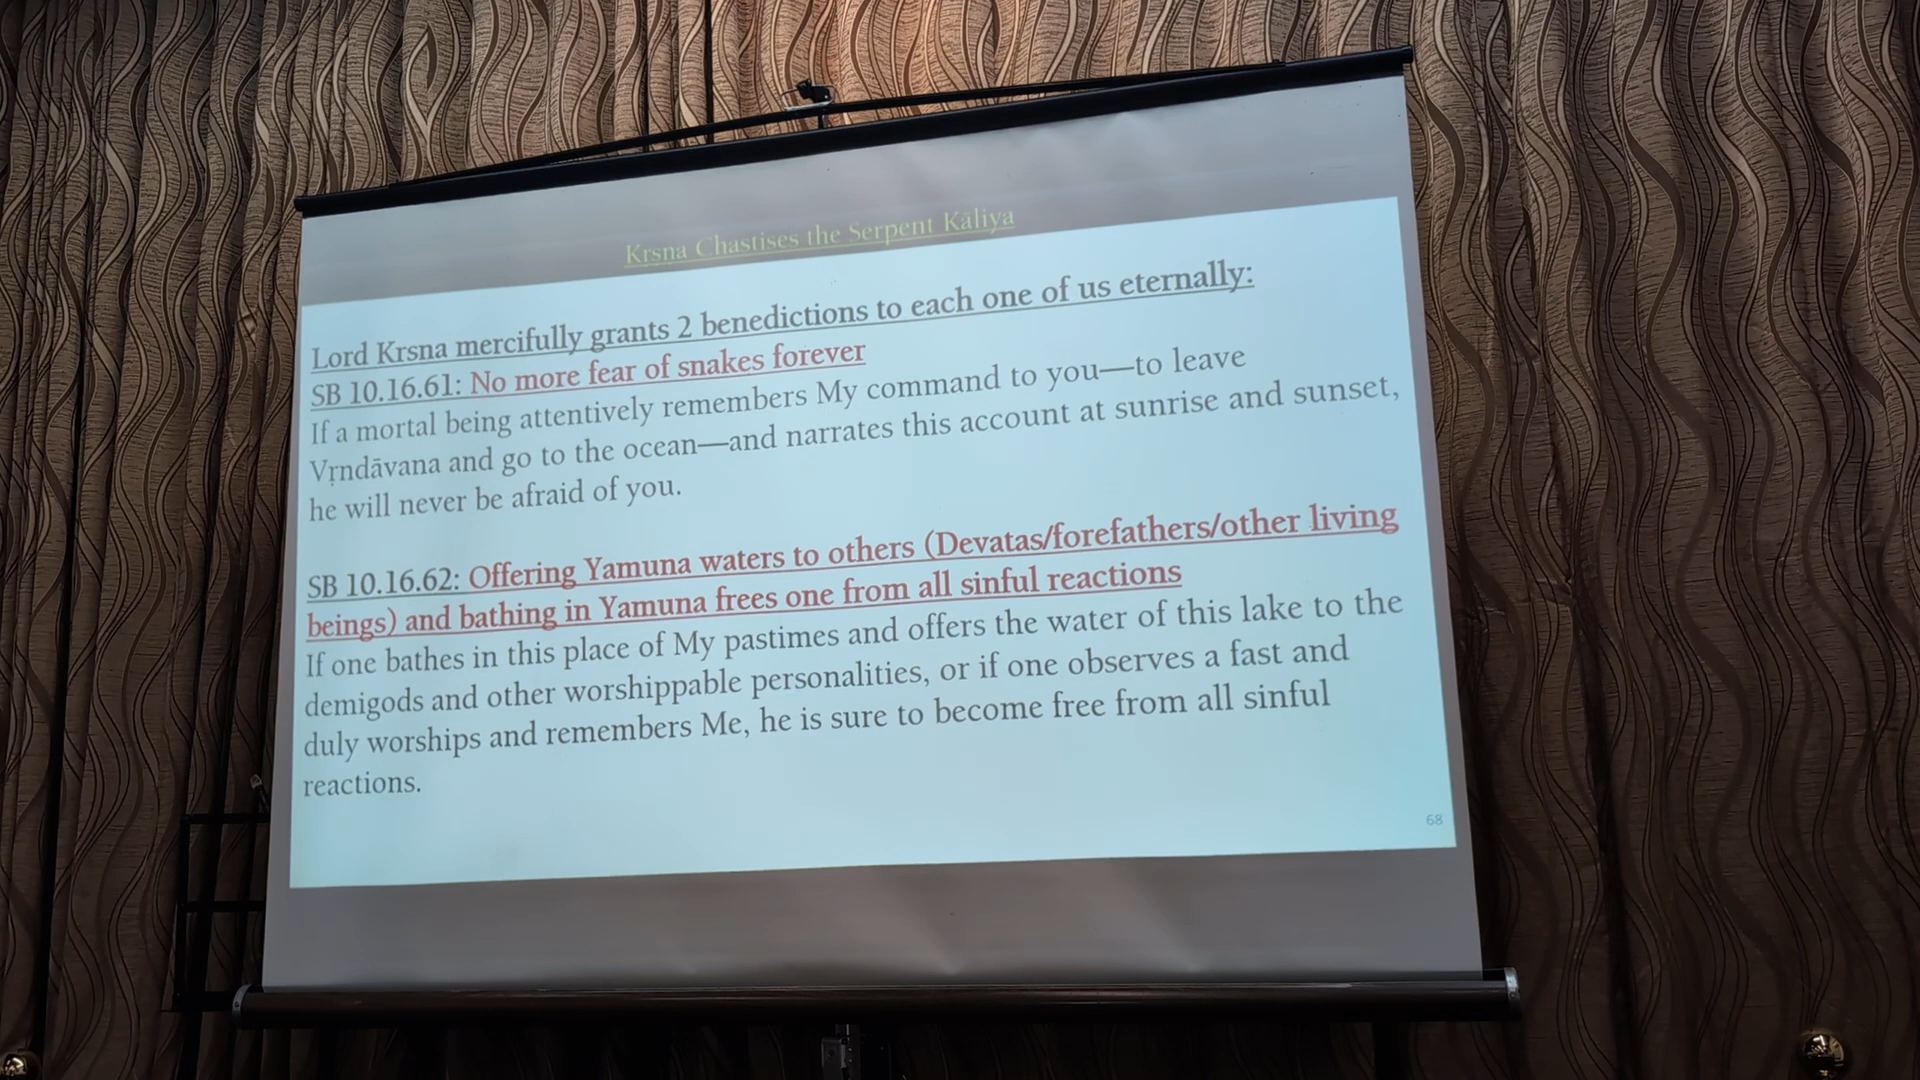 Krsna Chastises the Serpent Kāliya
Lord Krsna mercifully grants 2 benedictions to each one of us eternally:
SB 10.16.61: No more fear of snakes forever
If a mortal being attentively remembers My command to you—to leave
Vṛndāvana and go to the ocean—and narrates this account at sunrise and sunset,
he will never be afraid of you.
SB 10.16.62: Offering Yamuna waters to others (Devatas/forefathers/other living
beings) and bathing in Yamuna frees one from all sinful reactions
If one bathes in this place of My pastimes and offers the water of this lake to the
demigods and other worshippable personalities, or if one observes a fast and
duly worships and remembers Me, he is sure to become free from all sinful
reactions.
68